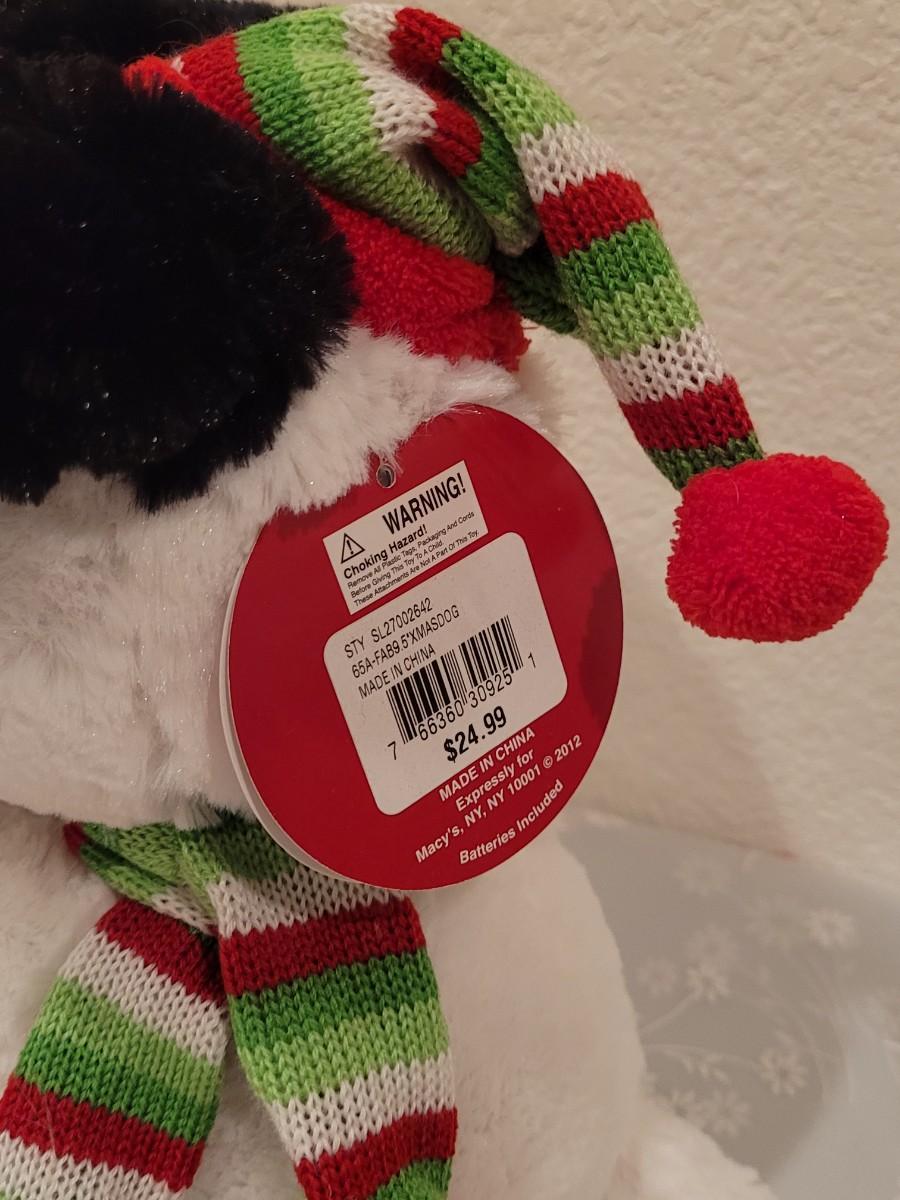 WARNING!
Choking Hazard!
Remove All Plastic Tags, Packaging And Cords
Before Giving This Toy To A Child.
These Attachments Are Not A Part Of This Toy.
STY SL27002642
65A-FAB9.5"XMASDOG
MADE IN CHINA
7 66360 30925 1
$24.99
MADE IN CHINA
Expressly for
Macy's, NY, NY 10001 © 2012
Batteries Included